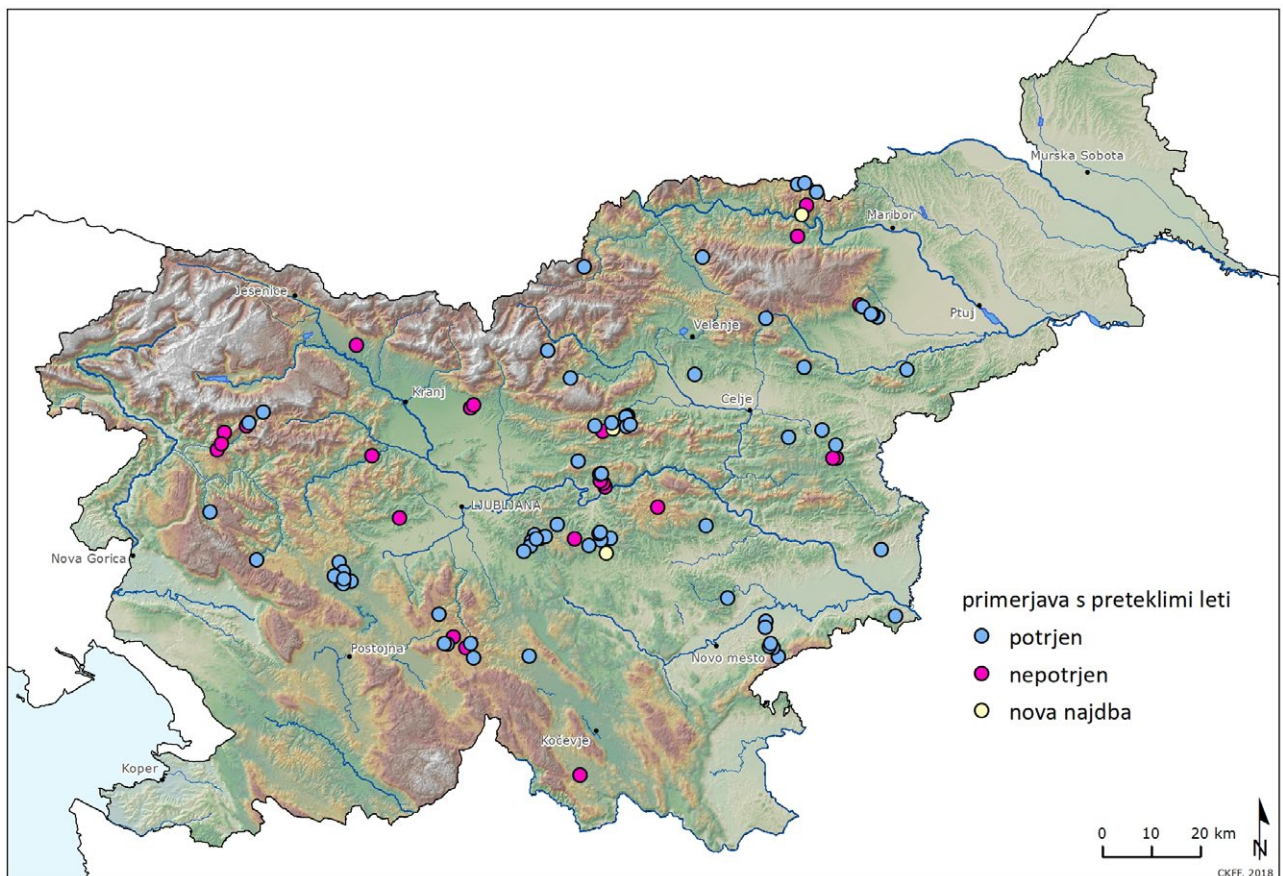 Murska Sobota
Maribor
Jesenice
Ptuj
Velenje
Kranj
Celje
LJUBLJANA
Nova Gorica
primerjava s preteklimi leti
potrjen
Postojna
Novo mesto
nepotrjen
nova najdba
Kočevje
Koper
0 10 20 km
N
CKFF, 2018